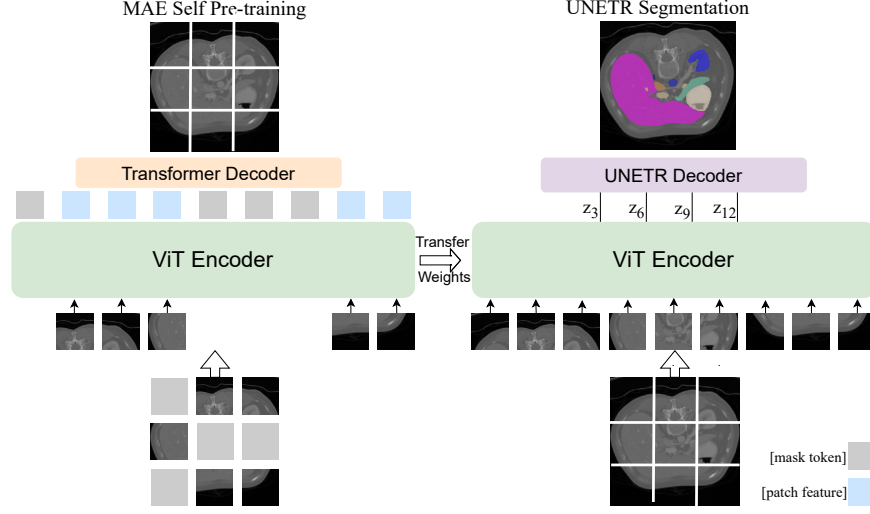 MAE Self Pre-training
UNETR Segmentation
Transformer Decoder
UNETR Decoder
z3 z6 z9 z12
ViT Encoder
Transfer
Weights
ViT Encoder
[mask token]
[patch feature]